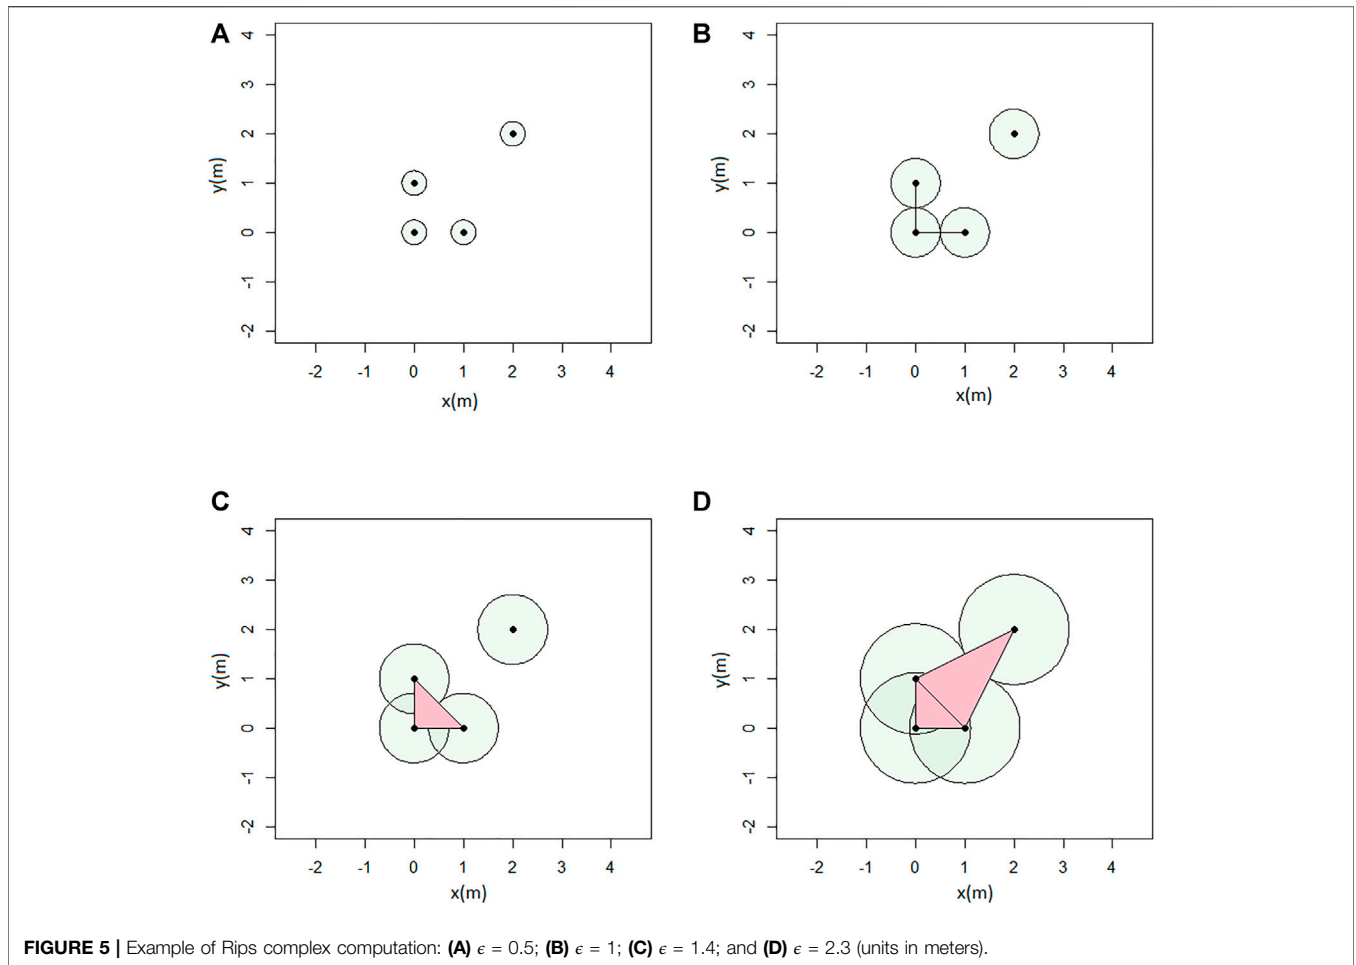 A
4
3
2
1
0
-1
-2
y(m)
-2 -1 0 1 2 3 4
x(m)
B
4
3
2
1
0
-1
-2
y(m)
-2 -1 0 1 2 3 4
x(m)
C
4
3
2
1
0
-1
-2
y(m)
-2 -1 0 1 2 3 4
x(m)
D
4
3
2
1
0
-1
-2
y(m)
-2 -1 0 1 2 3 4
x(m)
FIGURE 5 | Example of Rips complex computation: (A) ϵ = 0.5; (B) ϵ = 1; (C) ϵ = 1.4; and (D) ϵ = 2.3 (units in meters).